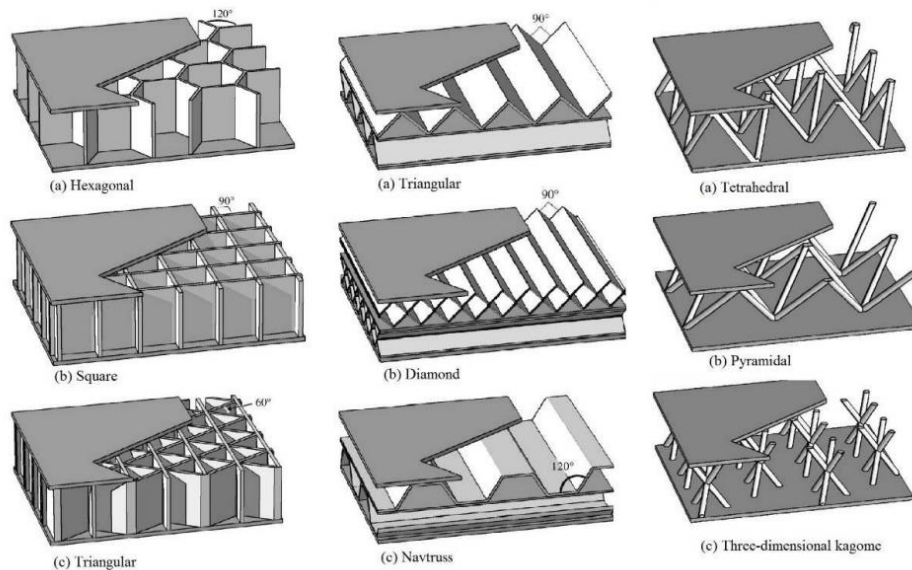 120°
(a) Hexagonal
90°
(b) Square
60°
(c) Triangular
90°
(a) Triangular
90°
(b) Diamond
120°
(c) Navtruss
(a) Tetrahedral
(b) Pyramidal
(c) Three-dimensional kagome